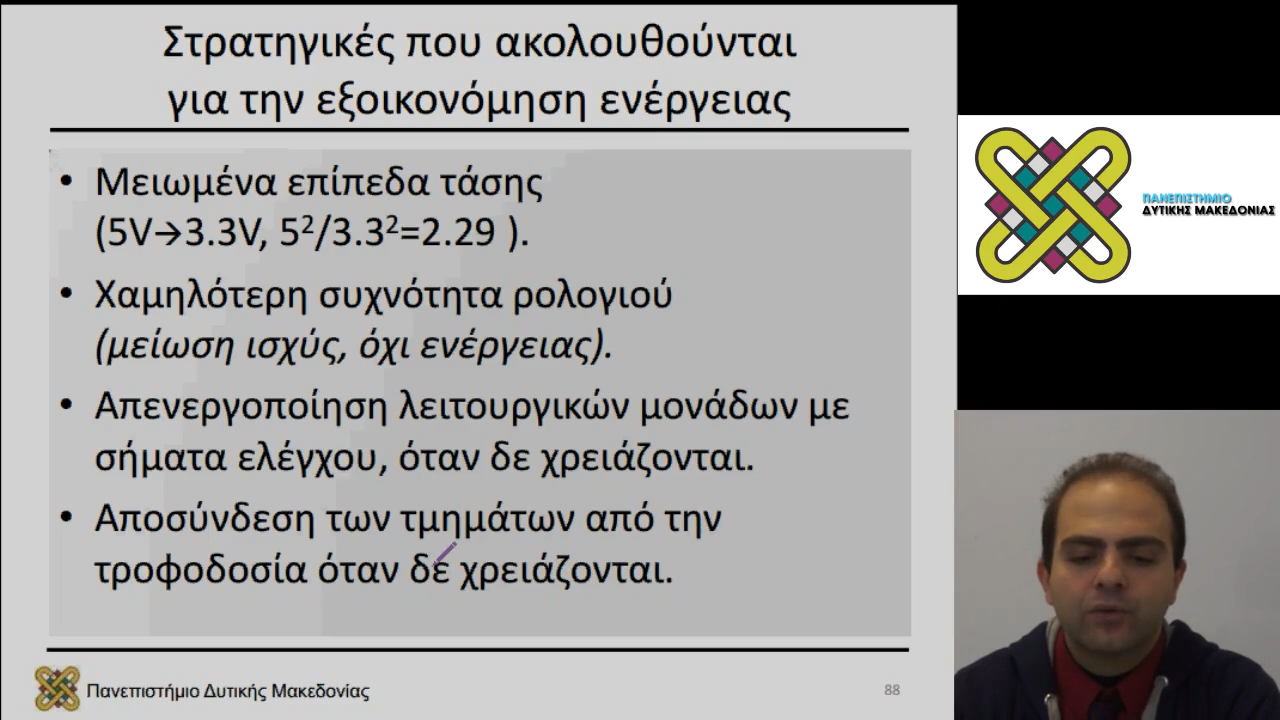 Στρατηγικές που ακολουθούνται
για την εξοικονόμηση ενέργειας
• Μειωμένα επίπεδα τάσης
(5V→3.3V, 5²/3.3²=2.29 ).
• Χαμηλότερη συχνότητα ρολογιού
(μείωση ισχύς, όχι ενέργειας).
• Απενεργοποίηση λειτουργικών μονάδων με
σήματα ελέγχου, όταν δε χρειάζονται.
• Αποσύνδεση των τμημάτων από την
τροφοδοσία όταν δε χρειάζονται.
Πανεπιστήμιο Δυτικής Μακεδονίας
88
ΠΑΝΕΠΙΣΤΗΜΙΟ
ΔΥΤΙΚΗΣ ΜΑΚΕΔΟΝΙΑΣ